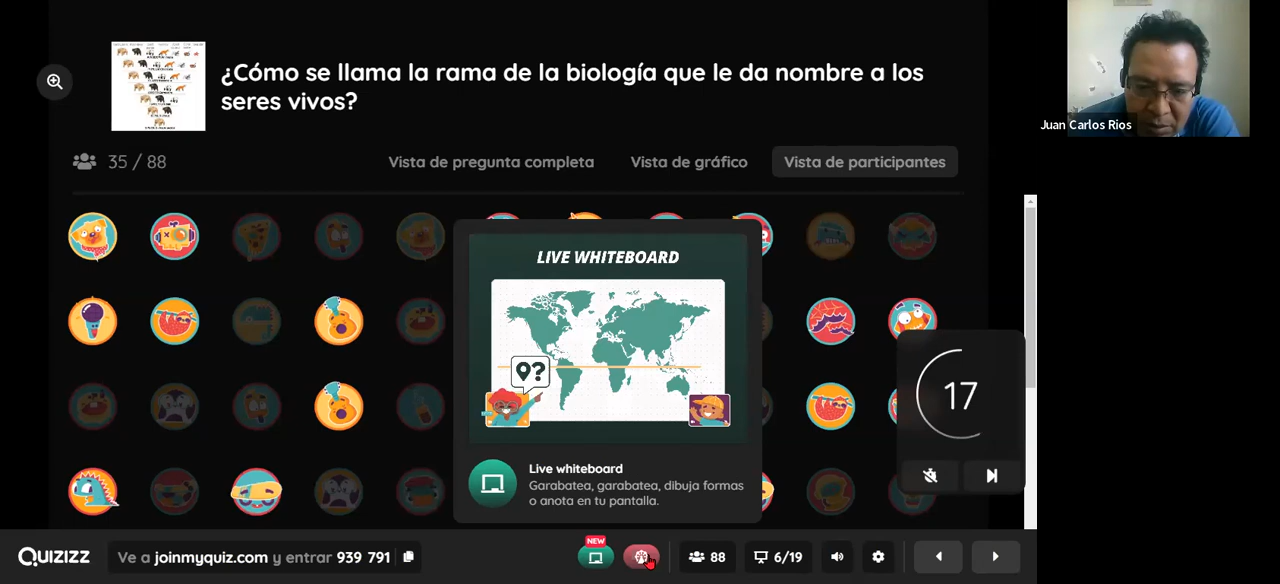 ¿Cómo se llama la rama de la biología que le da nombre a los
seres vivos?
Juan Carlos Rios
35 / 88
Vista de pregunta completa
Vista de gráfico
Vista de participantes
LIVE WHITEBOARD
?
17
Live whiteboard
Garabatea, garabatea, dibuja formas
o anota en tu pantalla.
NEW
QUIZIZZ
Ve a joinmyquiz.com y entrar 939 791
88
6/19